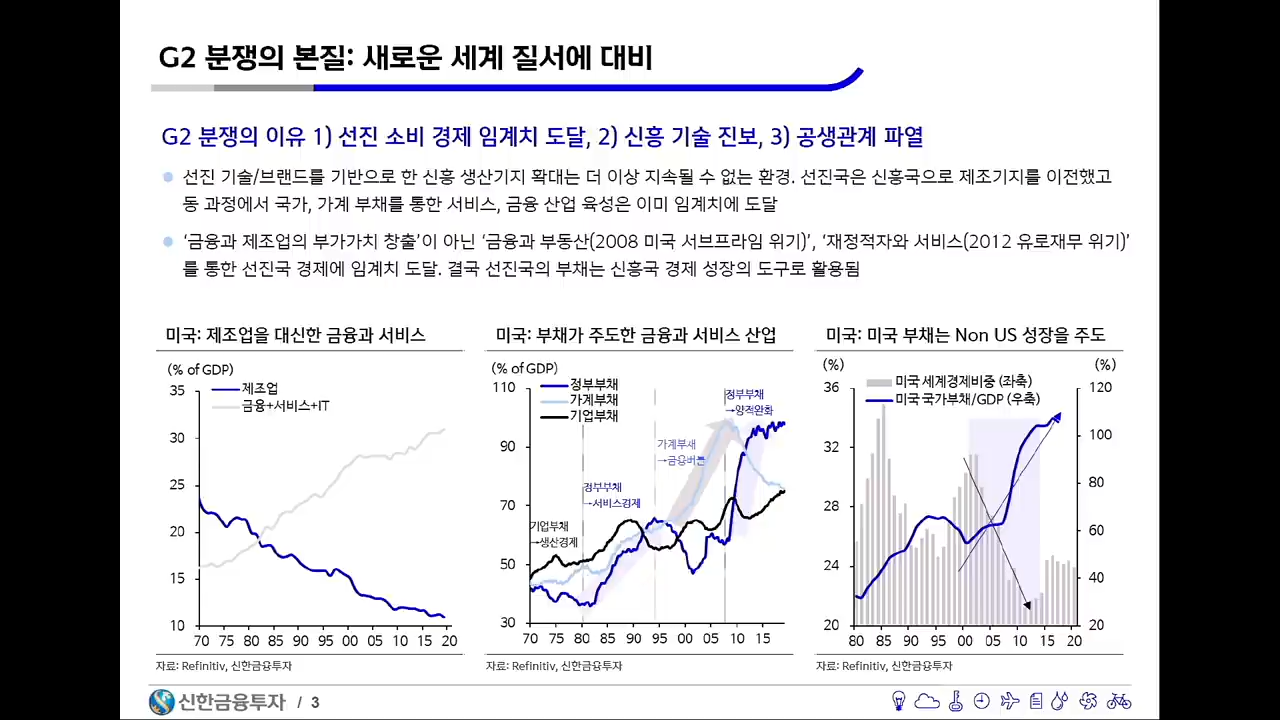 G2 분쟁의 본질: 새로운 세계 질서에 대비
G2 분쟁의 이유 1) 선진 소비 경제 임계치 도달, 2) 신흥 기술 진보, 3) 공생관계 파열
선진 기술/브랜드를 기반으로 한 신흥 생산기지 확대는 더 이상 지속될 수 없는 환경. 선진국은 신흥국으로 제조기지를 이전했고
동 과정에서 국가, 가계 부채를 통한 서비스, 금융 산업 육성은 이미 임계치에 도달
‘금융과 제조업의 부가가치 창출’이 아닌 ‘금융과 부동산(2008 미국 서브프라임 위기)’, ‘재정적자와 서비스(2012 유로재무 위기)’
를 통한 선진국 경제에 임계치 도달. 결국 선진국의 부채는 신흥국 경제 성장의 도구로 활용됨
미국: 제조업을 대신한 금융과 서비스
(% of GDP)
제조업
금융+서비스+IT
35
30
25
20
15
10
70 75 80 85 90 95 00 05 10 15 20
자료: Refinitiv, 신한금융투자
미국: 부채가 주도한 금융과 서비스 산업
(% of GDP)
정부부채
가계부채
기업부채
110
90
70
50
30
기업부채
→생산경제
정부부채
→서비스경제
가계부채
→금융버블
정부부채
→양적완화
70 75 80 85 90 95 00 05 10 15
자료: Refinitiv, 신한금융투자
미국: 미국 부채는 Non US 성장을 주도
(%)
(%)
미국 세계경제비중 (좌축)
미국 국가부채/GDP (우축)
36
32
28
24
20
120
100
80
60
40
20
80 85 90 95 00 05 10 15 20
자료: Refinitiv, 신한금융투자
신한금융투자 / 3